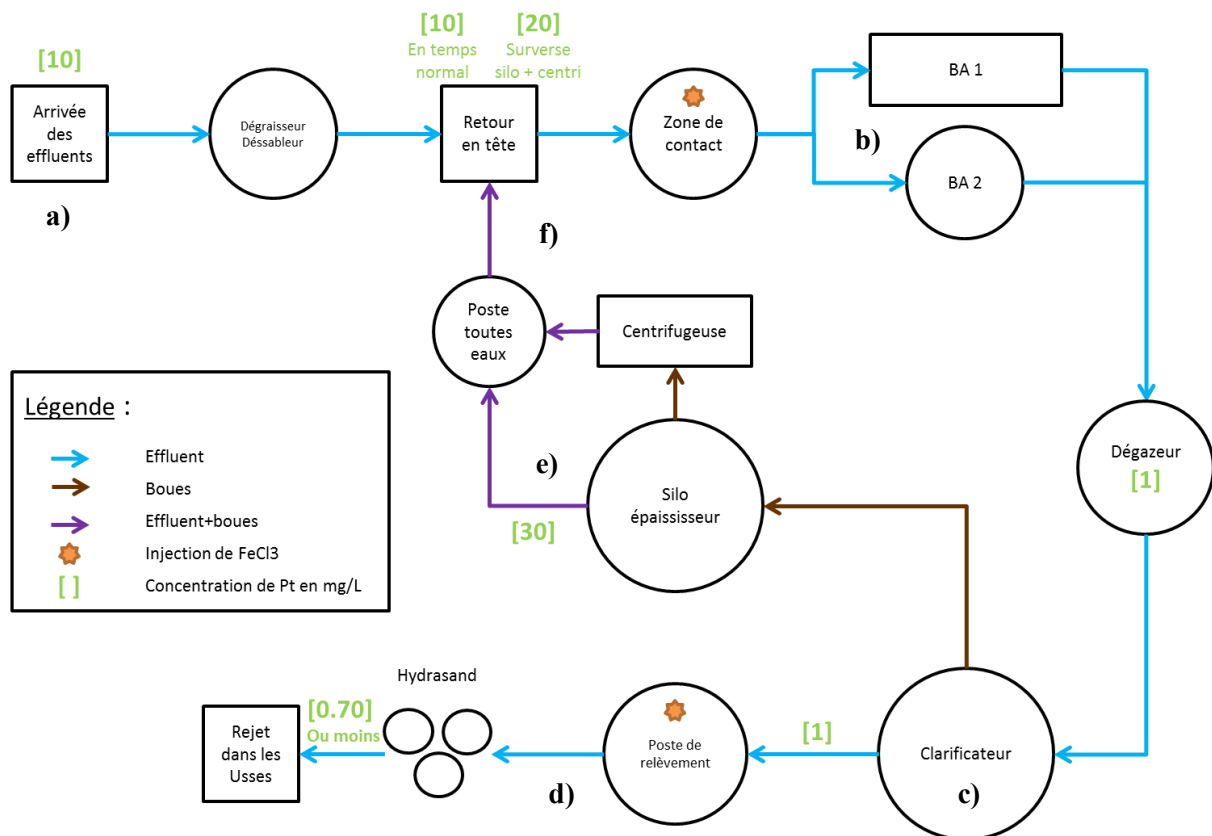 [10]
[20]
[10]
En temps
normal
Surverse
silo + centri
Arrivée
des
effluents
Dégraisseur
Déssableur
Retour
en tête
Zone de
contact
BA 1
BA 2
a)
b)
f)
Poste
toutes
eaux
Centrifugeuse
Légende :
Effluent
Boues
Effluent+boues
Injection de FeCl3
[ ] Concentration de Pt en mg/L
e)
[30]
Silo
épaississeur
Dégazeur
[1]
Hydrasand
[0.70]
Ou moins
Rejet
dans les
Usses
d)
Poste de
relèvement
[1]
Clarificateur
c)